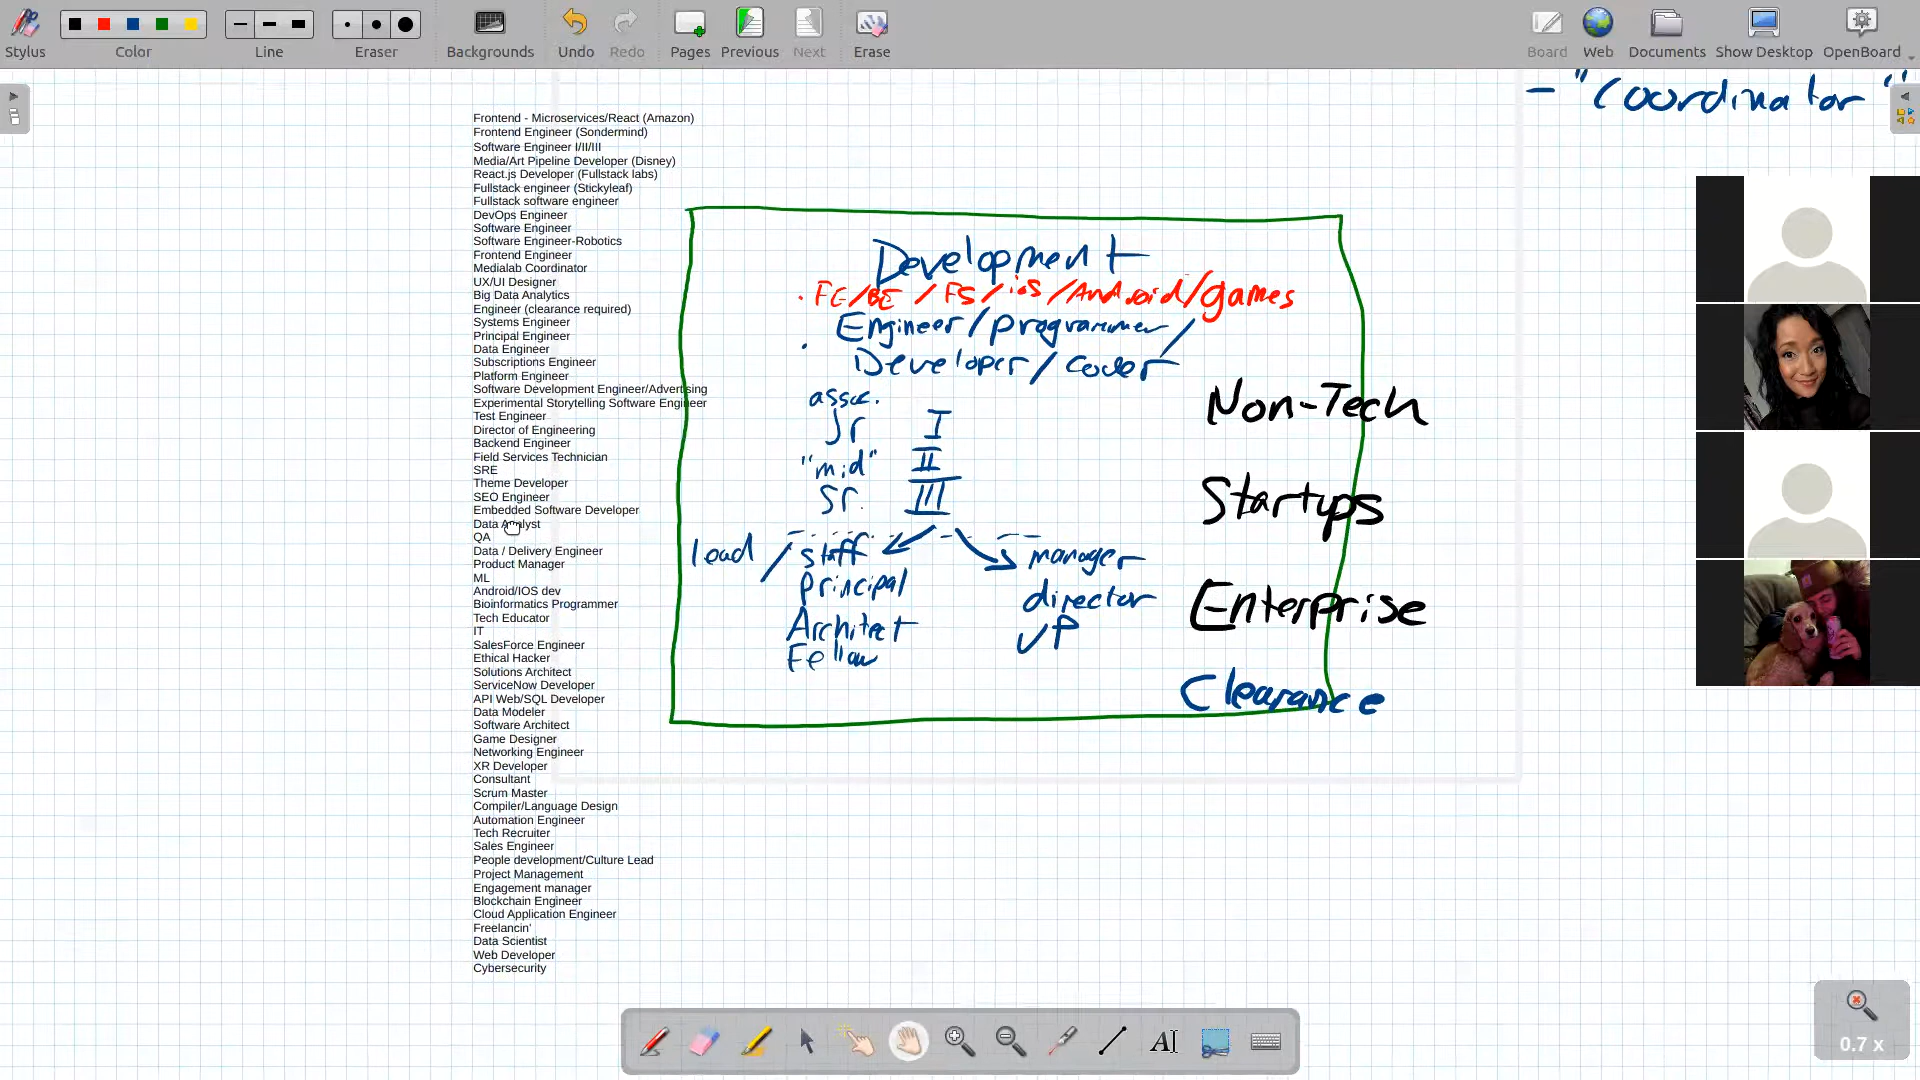 Stylus
Color
Line
Eraser
Backgrounds
Undo
Redo
Pages
Previous
Next
Erase
Board
Web
Documents
Show Desktop
OpenBoard
- "Coordinator"
Frontend - Microservices/React (Amazon)
Frontend Engineer (Sondermind)
Software Engineer I/II/III
Media/Art Pipeline Developer (Disney)
React.js Developer (Fullstack labs)
Fullstack engineer (Stickyleaf)
Fullstack software engineer
DevOps Engineer
Software Engineer
Software Engineer-Robotics
Frontend Engineer
Medialab Coordinator
UX/UI Designer
Big Data Analytics
Engineer (clearance required)
Systems Engineer
Principal Engineer
Data Engineer
Subscriptions Engineer
Platform Engineer
Software Development Engineer/Advertising
Experimental Storytelling Software Engineer
Test Engineer
Director of Engineering
Backend Engineer
Field Services Technician
SRE
Theme Developer
SEO Engineer
Embedded Software Developer
Data Analyst
QA
Data / Delivery Engineer
Product Manager
ML
Android/IOS dev
Bioinformatics Programmer
Tech Educator
IT
SalesForce Engineer
Ethical Hacker
Solutions Architect
ServiceNow Developer
API Web/SQL Developer
Data Modeler
Software Architect
Game Designer
Networking Engineer
XR Developer
Consultant
Scrum Master
Compiler/Language Design
Automation Engineer
Tech Recruiter
Sales Engineer
People development/Culture Lead
Project Management
Engagement manager
Blockchain Engineer
Cloud Application Engineer
Freelancin'
Data Scientist
Web Developer
Cybersecurity
Development
· FE/BE/FS/ios/Android/games
Engineer/programmer/
· Developer/coder
assoc.
Jr I
"mid" II
Sr. III
lead / staff
principal
Architect
Fellow
manager
director
VP
Non-Tech
Startups
Enterprise
Clearance
0.7 x